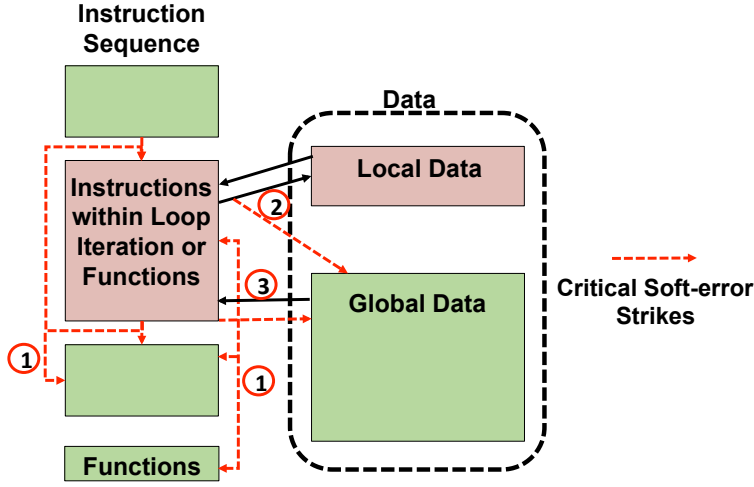 Instruction
Sequence
Data
Instructions
within Loop
Iteration or
Functions
Local Data
2
3
Global Data
Critical Soft-error
Strikes
1
1
Functions